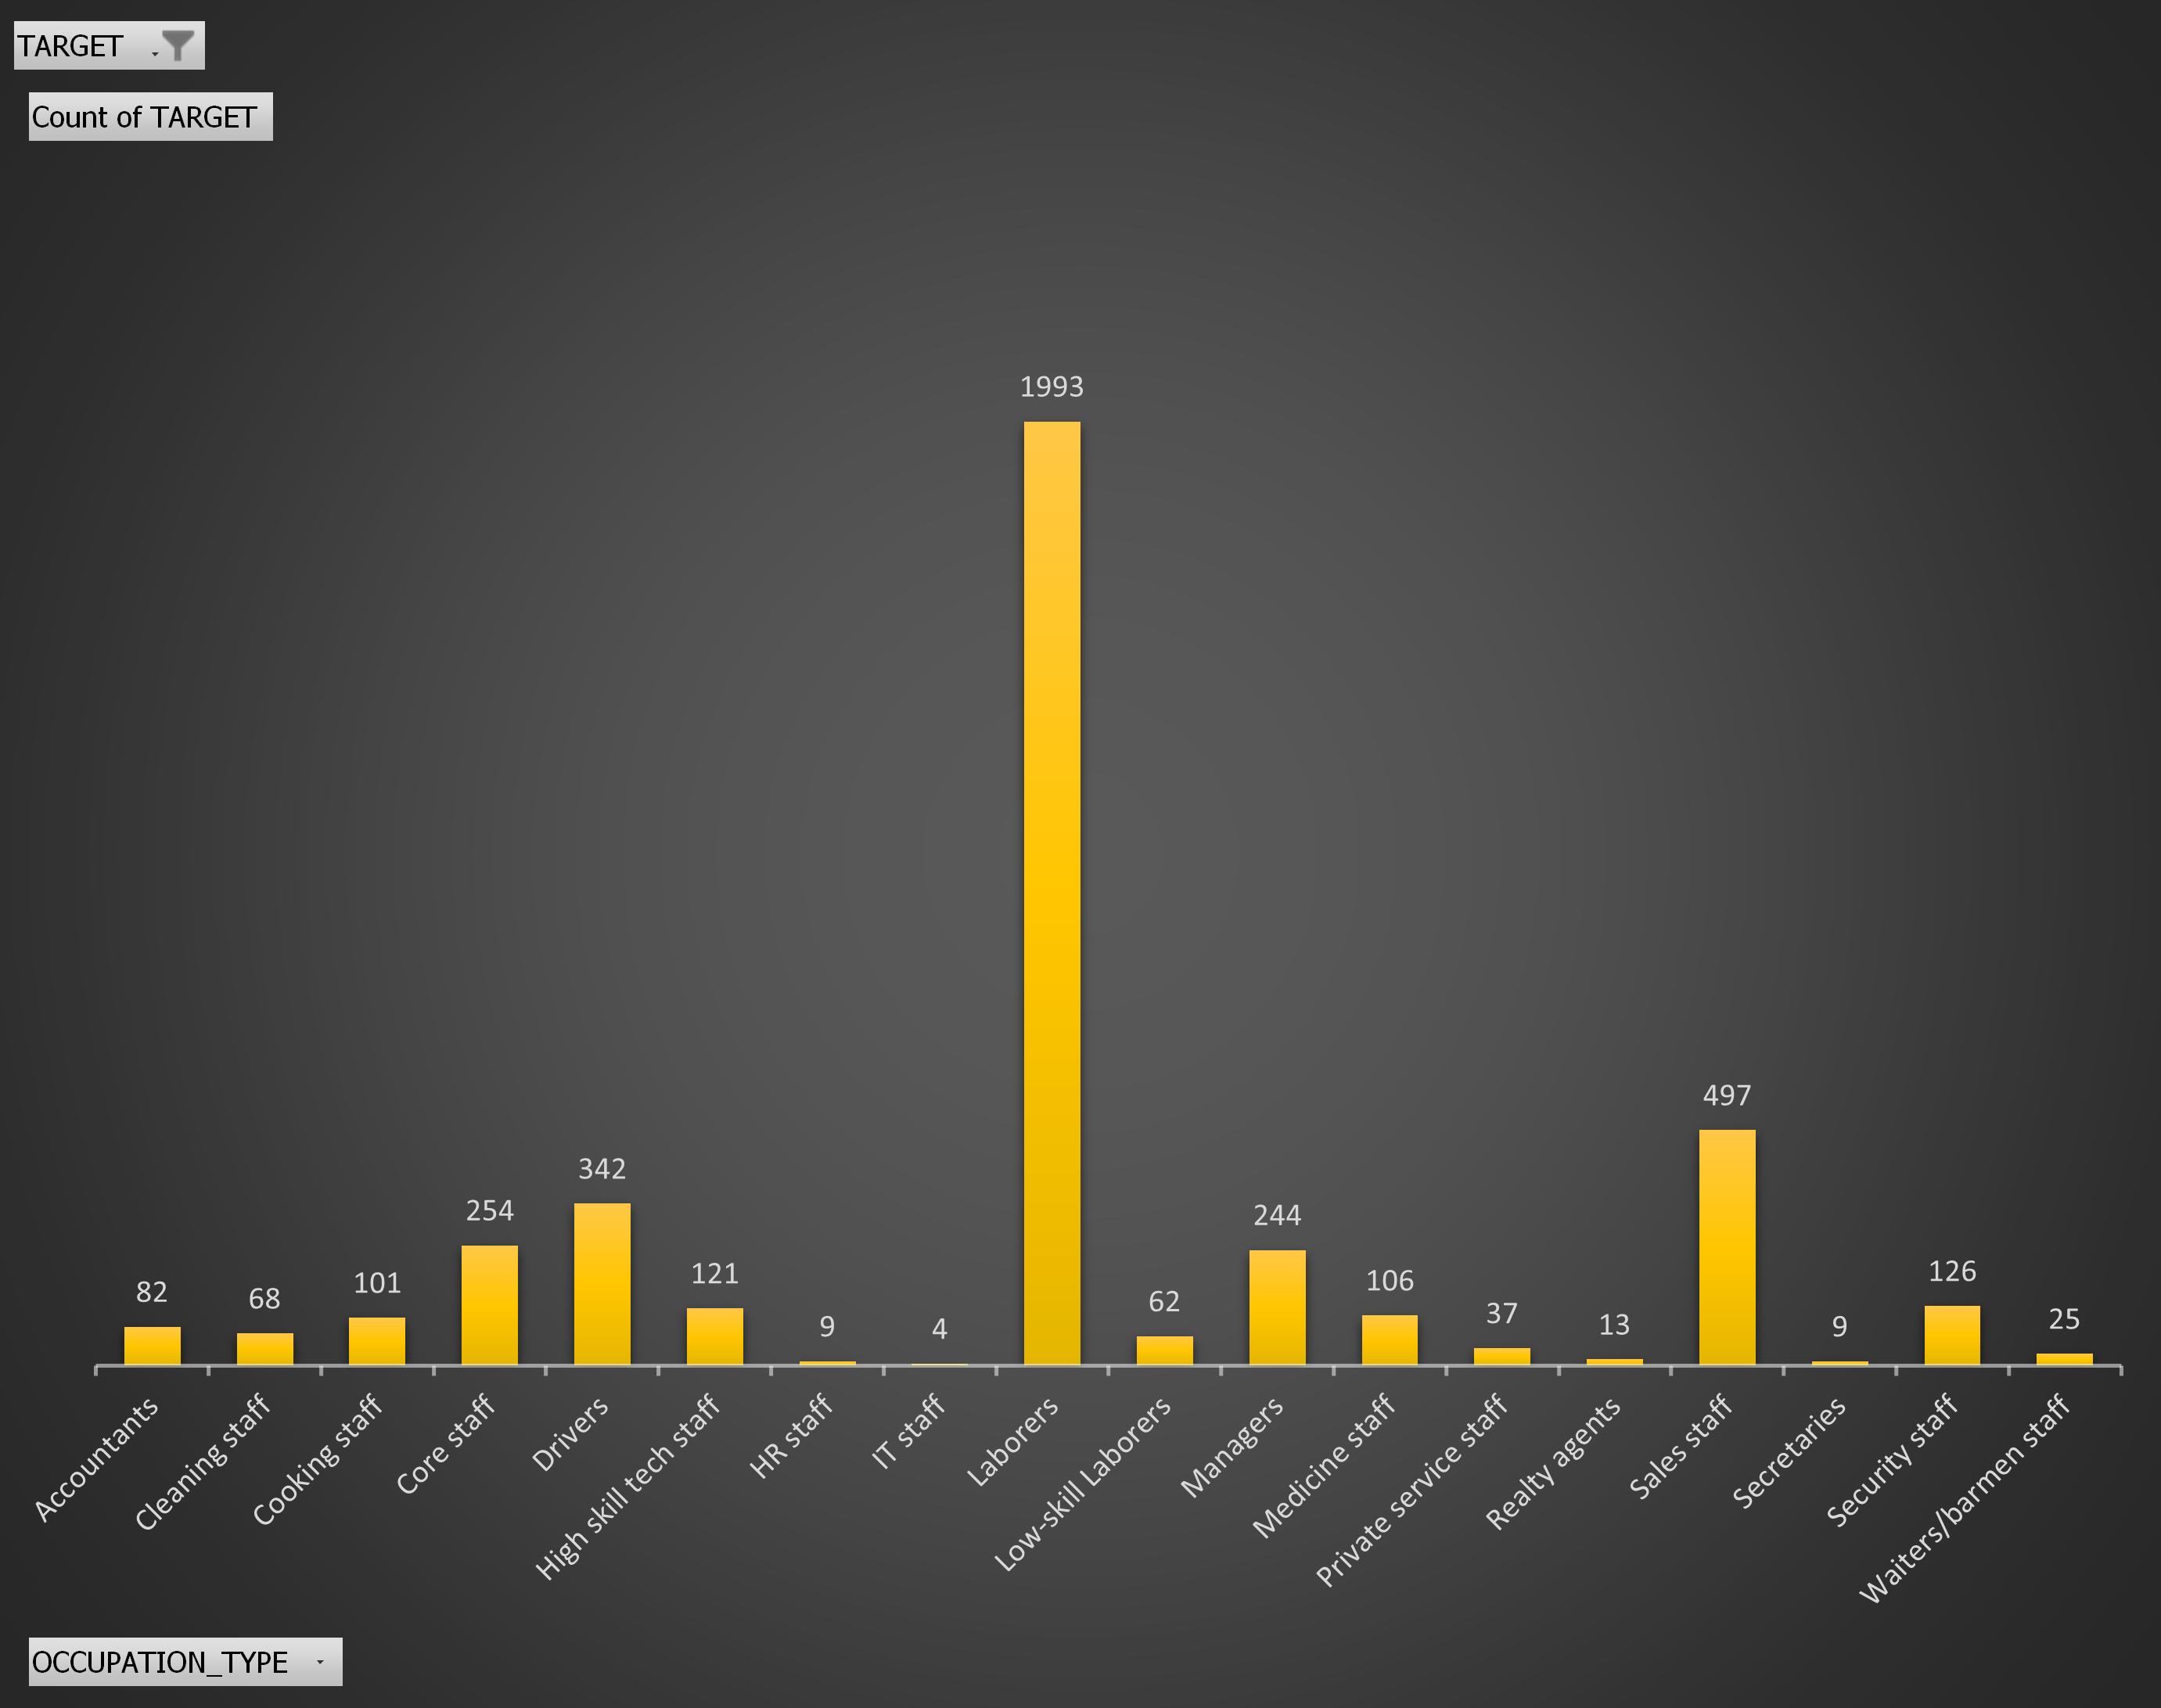 TARGET
Count of TARGET
1993
497
342
254
244
121
126
101
106
82
68
62
37
25
13
9
4
9
Accountants
Cleaning staff
Cooking staff
Core staff
Drivers
High skill tech staff
HR staff
IT staff
Laborers
Low-skill Laborers
Managers
Medicine staff
Private service staff
Realty agents
Sales staff
Secretaries
Security staff
Waiters/barmen staff
OCCUPATION_TYPE